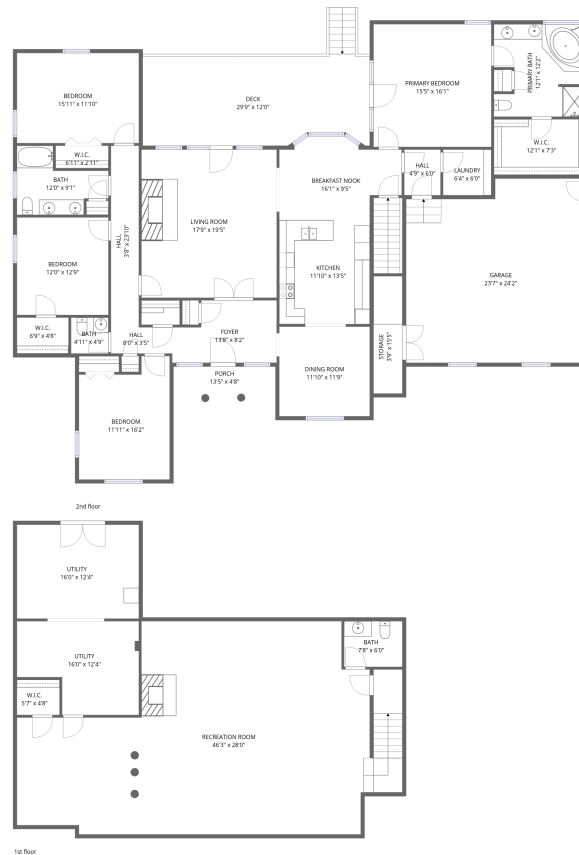 BEDROOM
15'11" x 11'10"
DECK
29'9" x 12'0"
PRIMARY BEDROOM
15'5" x 16'1"
PRIMARY BATH
12'1" x 12'2"
W.I.C.
6'11" x 2'11"
W.I.C.
12'1" x 7'3"
BATH
12'0" x 9'1"
BREAKFAST NOOK
16'1" x 9'5"
HALL
4'9" x 6'0"
LAUNDRY
6'4" x 6'0"
HALL
3'8" x 23'10"
LIVING ROOM
17'9" x 19'5"
BEDROOM
12'0" x 12'9"
KITCHEN
11'10" x 13'5"
GARAGE
23'7" x 24'2"
W.I.C.
6'9" x 4'8"
BATH
4'11" x 4'9"
HALL
8'0" x 3'5"
FOYER
13'8" x 8'2"
STORAGE
3'9" x 15'5"
PORCH
13'5" x 4'8"
DINING ROOM
11'10" x 11'9"
BEDROOM
11'11" x 16'2"
2nd floor
UTILITY
16'0" x 12'4"
UTILITY
16'0" x 12'4"
BATH
7'8" x 6'0"
W.I.C.
5'7" x 4'8"
RECREATION ROOM
46'3" x 28'0"
1st floor